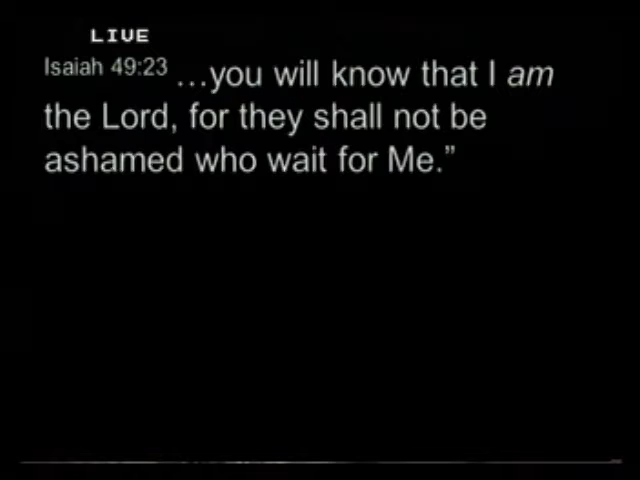 LIVE
Isaiah 49:23 …you will know that I am
the Lord, for they shall not be
ashamed who wait for Me.”